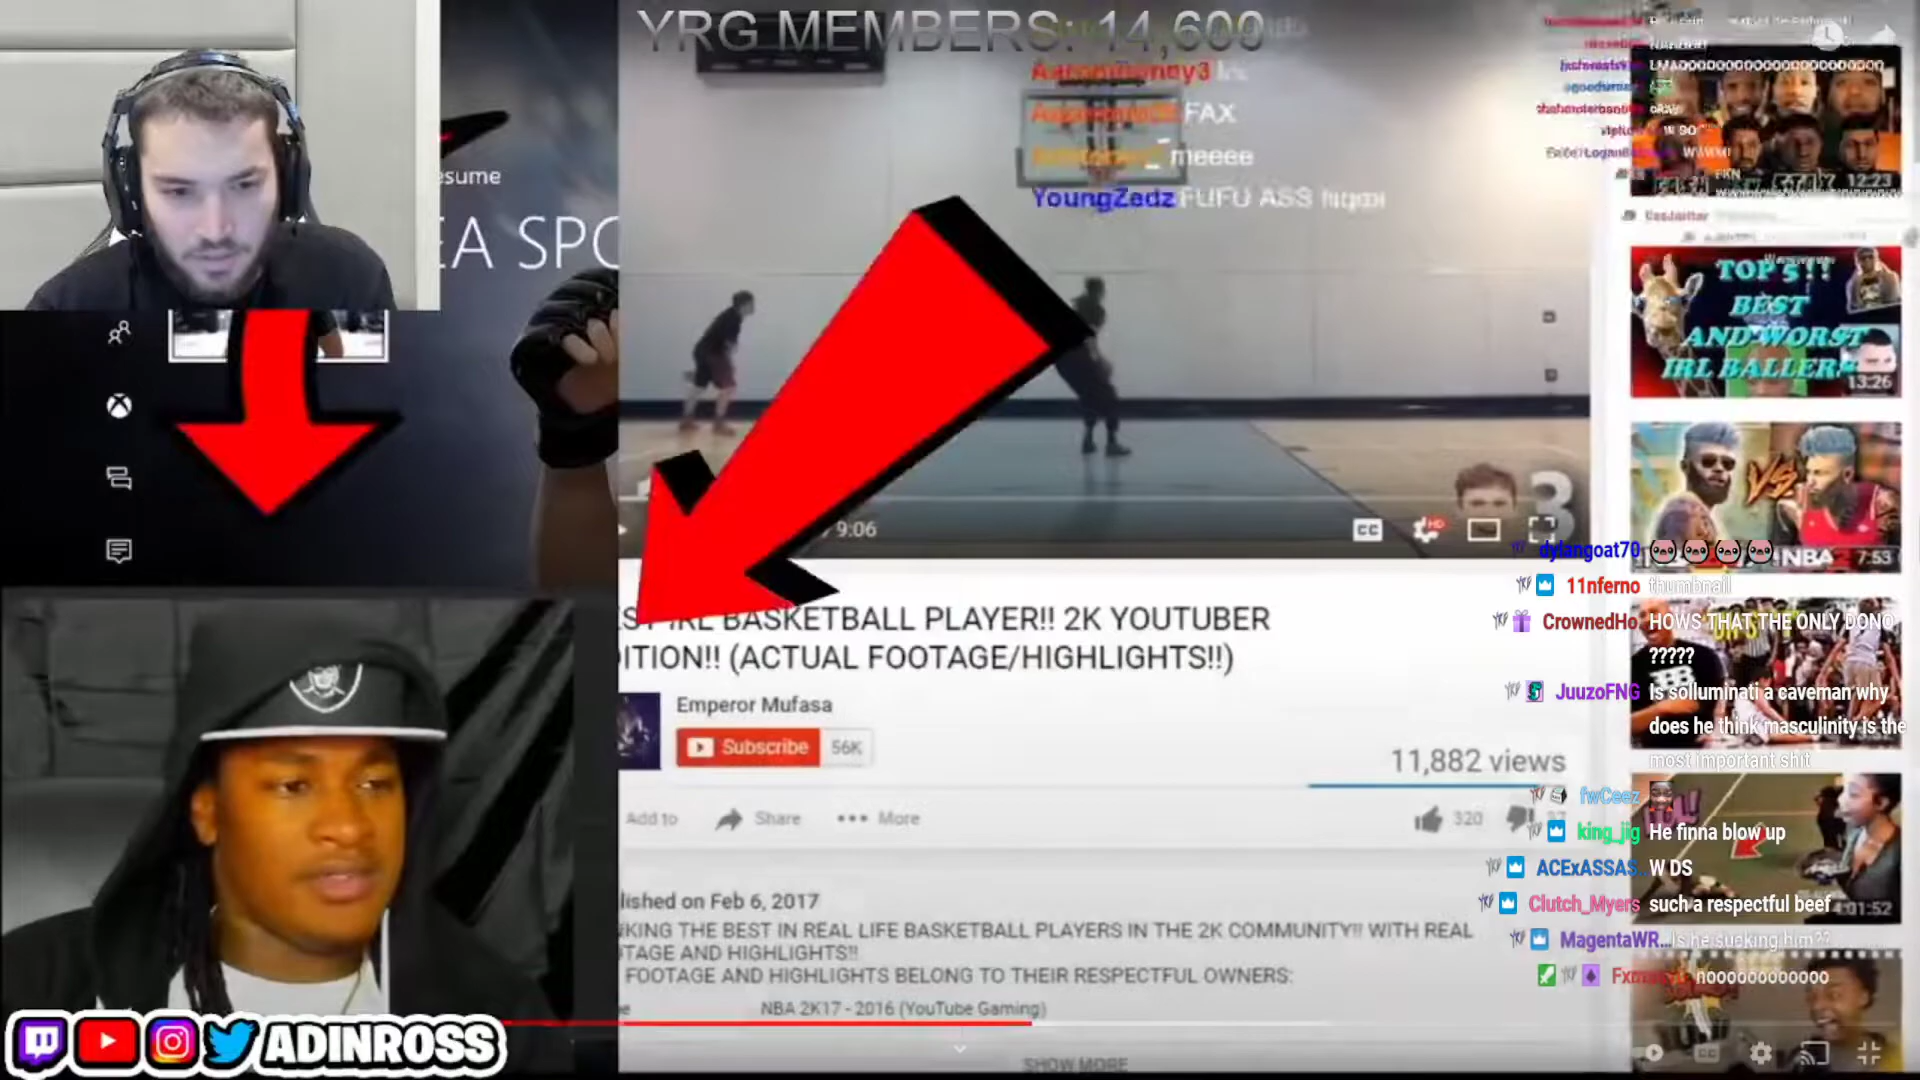 YRG MEMBERS: 14,600
FAX
meeee
YoungZedz FUFU ASS
esume
EA SPO
9:06
BASKETBALL PLAYER!! 2K YOUTUBER
ITION!! (ACTUAL FOOTAGE/HIGHLIGHTS!!)
Emperor Mufasa
Subscribe 56K
11,882 views
Add to Share More
320
lished on Feb 6, 2017
KING THE BEST IN REAL LIFE BASKETBALL PLAYERS IN THE 2K COMMUNITY!! WITH REAL
TAGE AND HIGHLIGHTS!!
FOOTAGE AND HIGHLIGHTS BELONG TO THEIR RESPECTFUL OWNERS:
NBA 2K17 - 2016 (YouTube Gaming)
SHOW MORE
ADINROSS
12:23
TOP 5!!
BEST
AND WORST
IRL BALLERS
13:26
VS
NBA 7:53
dylangoat70
11nferno thumbnail
CrownedHo. HOWS THAT THE ONLY DONO
?????
JuuzoFNG Is solluminati a caveman why
does he think masculinity is the
most important shit
fwCeez
king_jig He finna blow up
ACExASSAS.. W DS
Clutch_Myers such a respectful beef
4:01:52
MagentaWR... Is he sucking him??
noooooooooooo